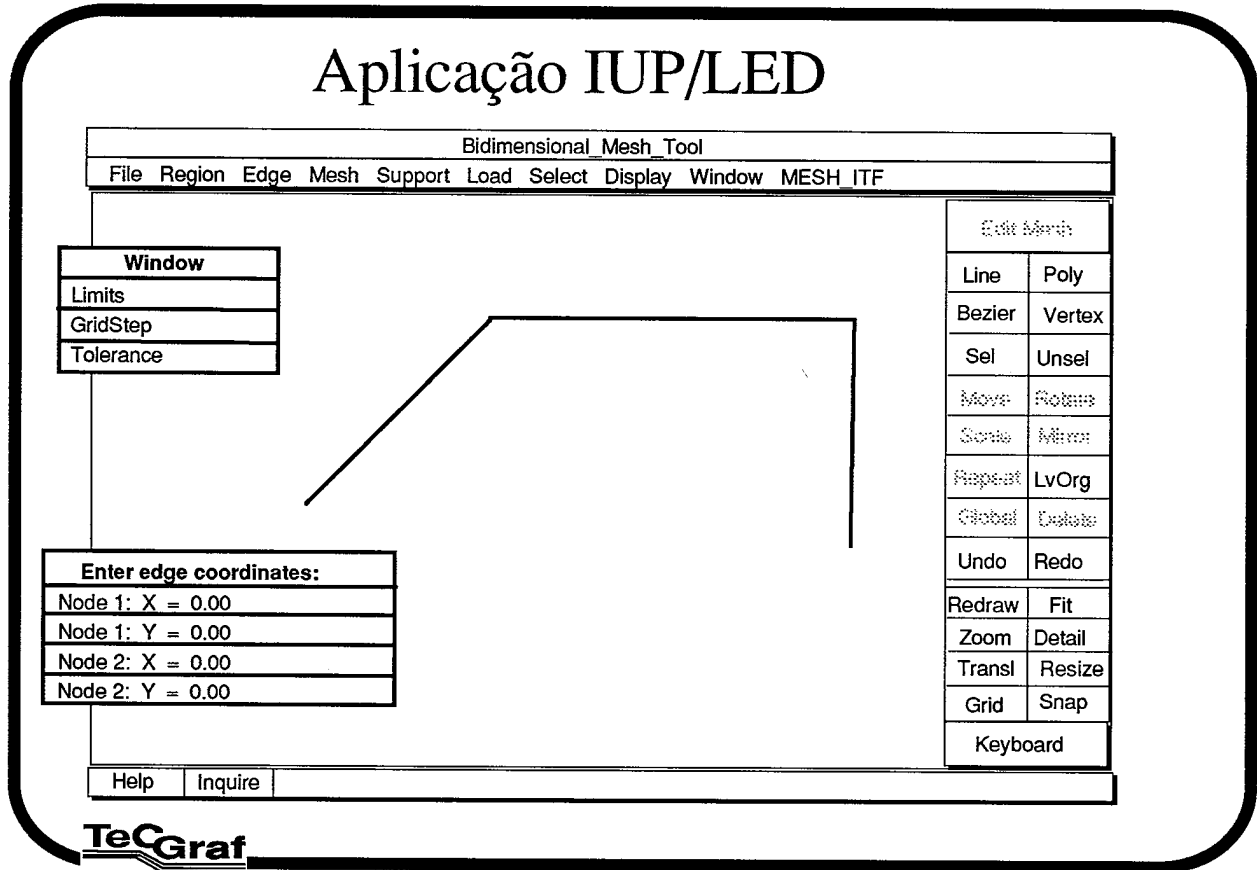 Aplicação IUP/LED
Bidimensional_Mesh_Tool
File Region Edge Mesh Support Load Select Display Window MESH_ITF
Window
Limits
GridStep
Tolerance
Enter edge coordinates:
Node 1: X = 0.00
Node 1: Y = 0.00
Node 2: X = 0.00
Node 2: Y = 0.00
Edit Mesh
Line Poly
Bezier Vertex
Sel Unsel
Move Rotate
Scale Mirror
Repeat LvOrg
Global Delete
Undo Redo
Redraw Fit
Zoom Detail
Transl Resize
Grid Snap
Keyboard
Help Inquire
TeCGraf